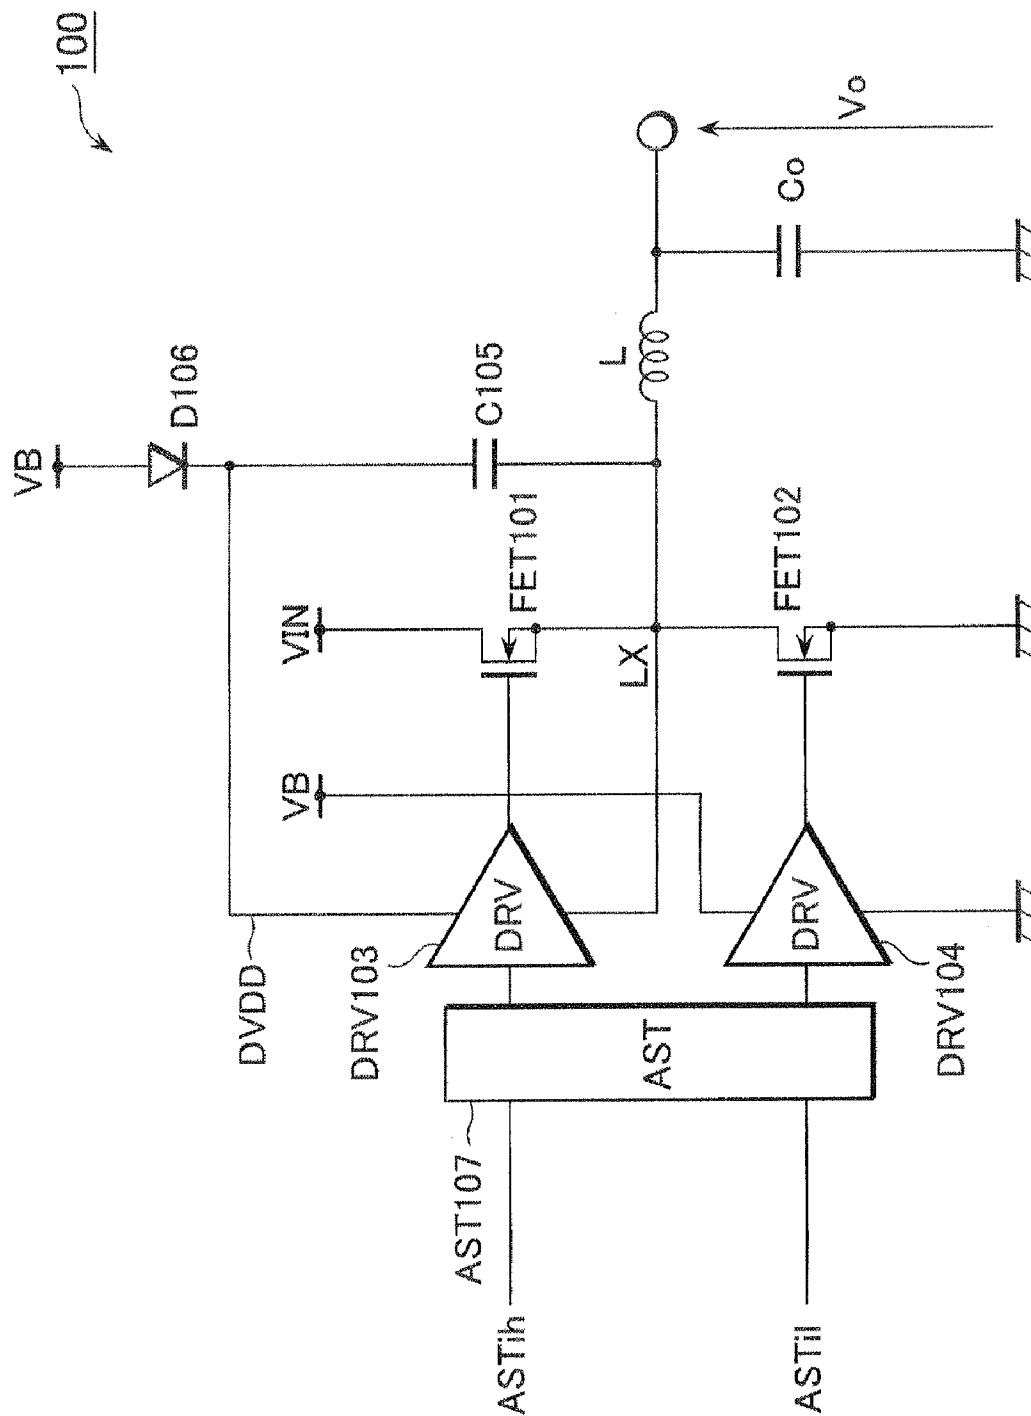 100
VB
D106
C105
VIN
FET101
VB
LX
L
Vo
Co
FET102
DVDD
DRV103
DRV
DRV
DRV104
AST107
AST
ASTih
ASTil